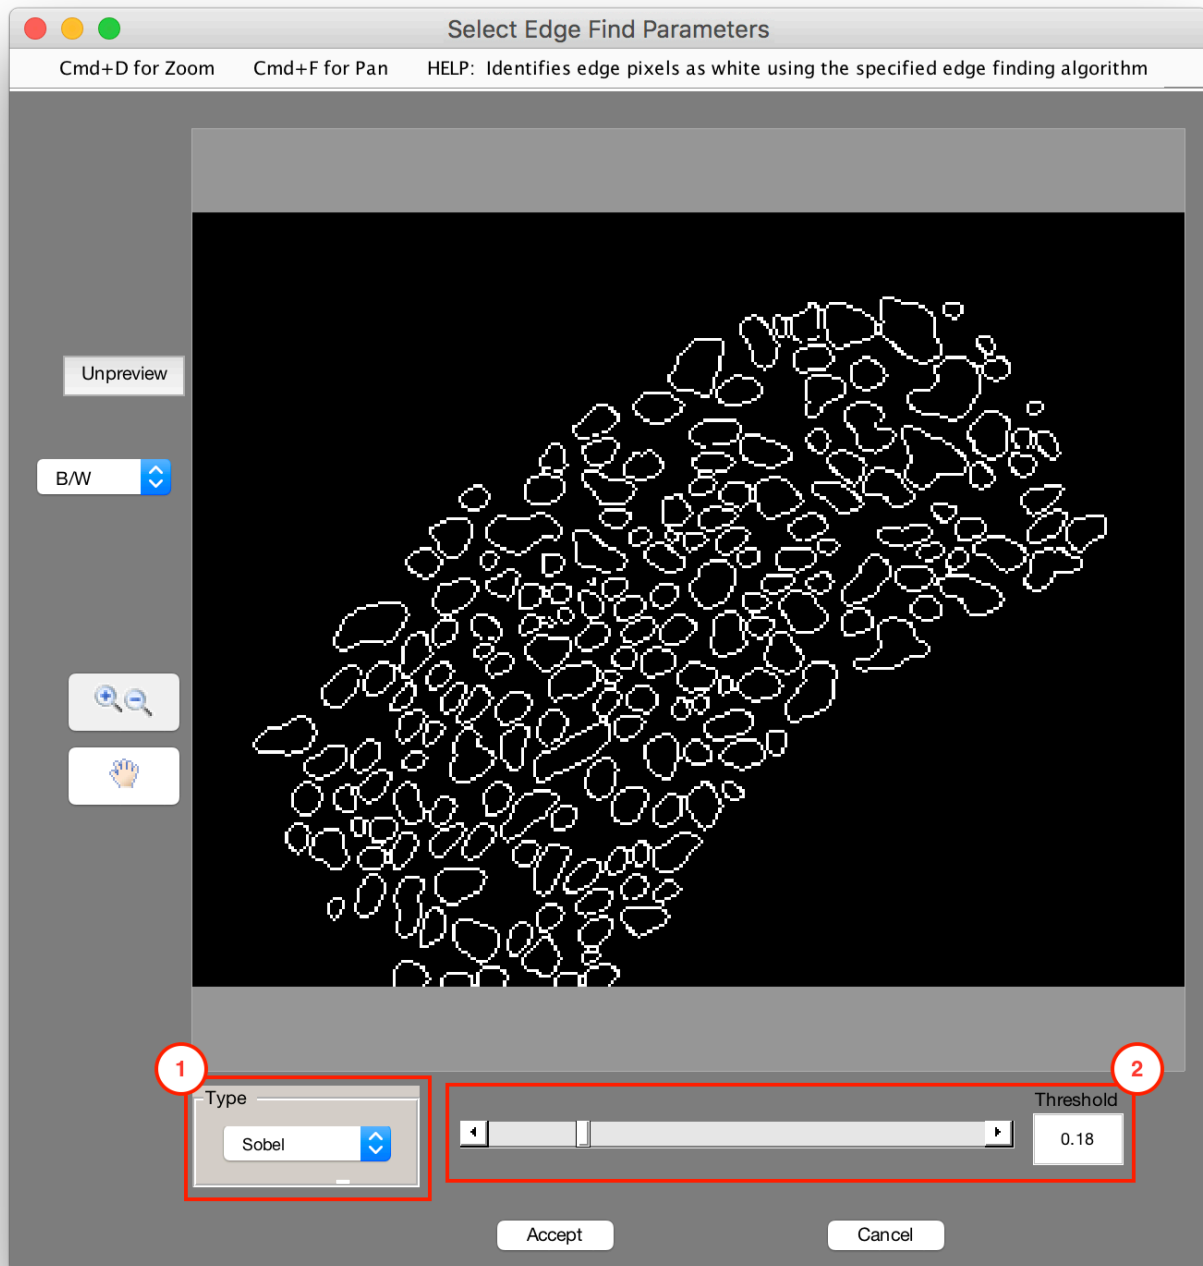 Select Edge Find Parameters
Cmd+D for Zoom Cmd+F for Pan HELP: Identifies edge pixels as white using the specified edge finding algorithm
Unpreview
B/W
1
2
Type
Threshold
Sobel
0.18
Accept
Cancel